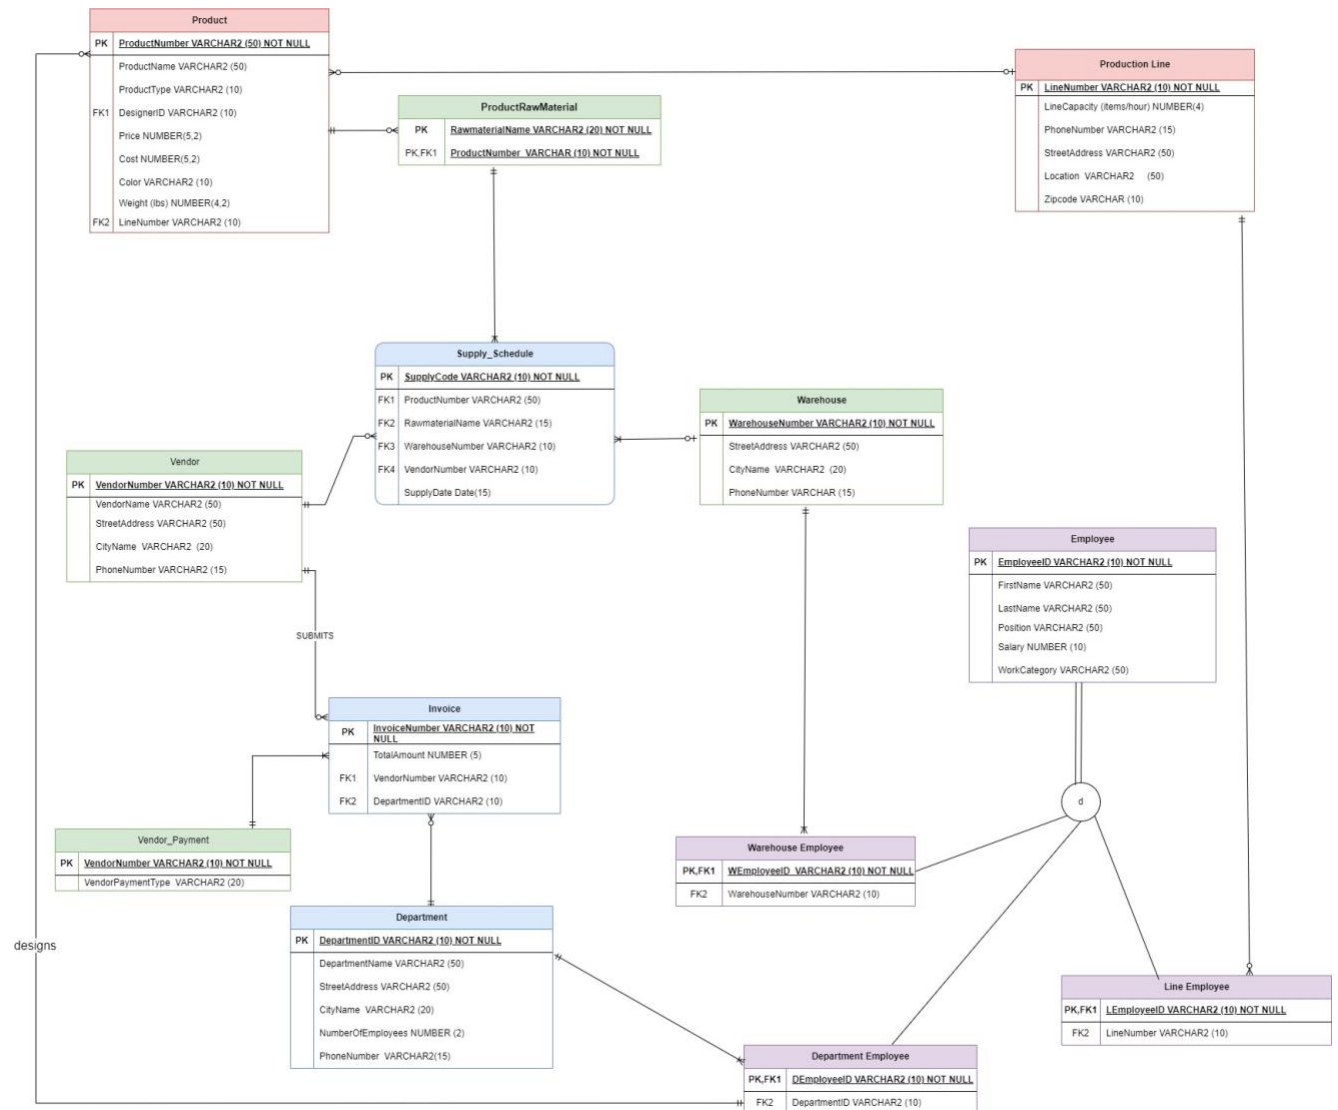 Product
PK ProductNumber VARCHAR2 (50) NOT NULL
ProductName VARCHAR2 (50)
ProductType VARCHAR2 (10)
FK1 DesignerID VARCHAR2 (10)
Price NUMBER(5,2)
Cost NUMBER(5,2)
Color VARCHAR2 (10)
Weight (lbs) NUMBER(4,2)
FK2 LineNumber VARCHAR2 (10)
Production Line
PK LineNumber VARCHAR2 (10) NOT NULL
LineCapacity (items/hour) NUMBER(4)
PhoneNumber VARCHAR2 (15)
StreetAddress VARCHAR2 (50)
Location VARCHAR2 (50)
Zipcode VARCHAR (10)
ProductRawMaterial
PK RawmaterialName VARCHAR2 (20) NOT NULL
PK,FK1 ProductNumber VARCHAR (10) NOT NULL
Supply_Schedule
PK SupplyCode VARCHAR2 (10) NOT NULL
FK1 ProductNumber VARCHAR2 (50)
FK2 RawmaterialName VARCHAR2 (15)
FK3 WarehouseNumber VARCHAR2 (10)
FK4 VendorNumber VARCHAR2 (10)
SupplyDate Date(15)
Warehouse
PK WarehouseNumber VARCHAR2 (10) NOT NULL
StreetAddress VARCHAR2 (50)
CityName VARCHAR2 (20)
PhoneNumber VARCHAR (15)
Vendor
PK VendorNumber VARCHAR2 (10) NOT NULL
VendorName VARCHAR2 (50)
StreetAddress VARCHAR2 (50)
CityName VARCHAR2 (20)
PhoneNumber VARCHAR2 (15)
SUBMITS
Employee
PK EmployeeID VARCHAR2 (10) NOT NULL
FirstName VARCHAR2 (50)
LastName VARCHAR2 (50)
Position VARCHAR2 (50)
Salary NUMBER (10)
WorkCategory VARCHAR2 (50)
d
Invoice
PK InvoiceNumber VARCHAR2 (10) NOT
NULL
TotalAmount NUMBER (5)
FK1 VendorNumber VARCHAR2 (10)
FK2 DepartmentID VARCHAR2 (10)
Vendor_Payment
PK VendorNumber VARCHAR2 (10) NOT NULL
VendorPaymentType VARCHAR2 (20)
Warehouse Employee
PK,FK1 WEmployeeID VARCHAR2 (10) NOT NULL
FK2 WarehouseNumber VARCHAR2 (10)
designs
Department
PK DepartmentID VARCHAR2 (10) NOT NULL
DepartmentName VARCHAR2 (50)
StreetAddress VARCHAR2 (50)
CityName VARCHAR2 (20)
NumberOfEmployees NUMBER (2)
PhoneNumber VARCHAR2(15)
Line Employee
PK,FK1 LEmployeeID VARCHAR2 (10) NOT NULL
FK2 LineNumber VARCHAR2 (10)
Department Employee
PK,FK1 DEmployeeID VARCHAR2 (10) NOT NULL
FK2 DepartmentID VARCHAR2 (10)